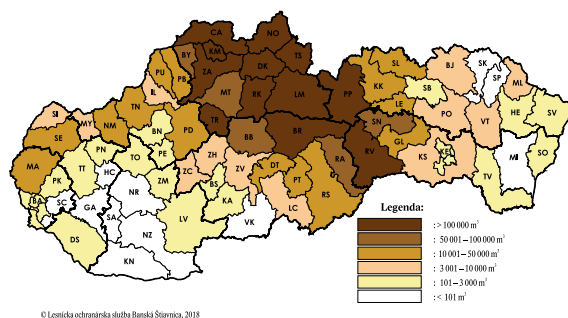 CA NO
BY KM TS
PU ZA DK SL BJ SK
PB SP ML
IL MT RK LM PP KK
SB
TN LE HE SV
SI MY NM TR SN PO VT
SE BN PD BB BR GL
PN PE RV KS KE
MA TO ZH RA MI SO
TT ZC ZV DT
PK HC ZM BS PT TV
BA SC NR KA RS
GA SA LV VK LC
DS NZ
KN
Legenda:
: > 100 000 m³
: 50 001 – 100 000 m³
: 10 001 – 50 000 m³
: 3 001 – 10 000 m³
: 101 – 3 000 m³
: < 101 m³
© Lesnícka ochranárska služba Banská Štiavnica, 2018